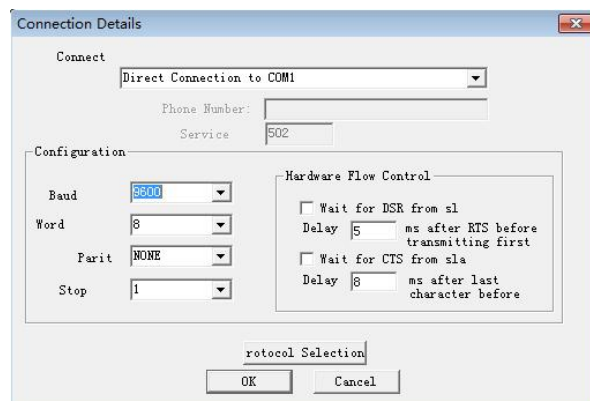 Connection Details
Connect
Direct Connection to COM1
Phone Number:
Service 502
Configuration
Baud 9600
Word 8
Parit NONE
Stop 1
Hardware Flow Control
Wait for DSR from sl
Delay 5 ms after RTS before
transmitting first
Wait for CTS from sla
Delay 8 ms after last
character before
rotocol Selection
OK Cancel